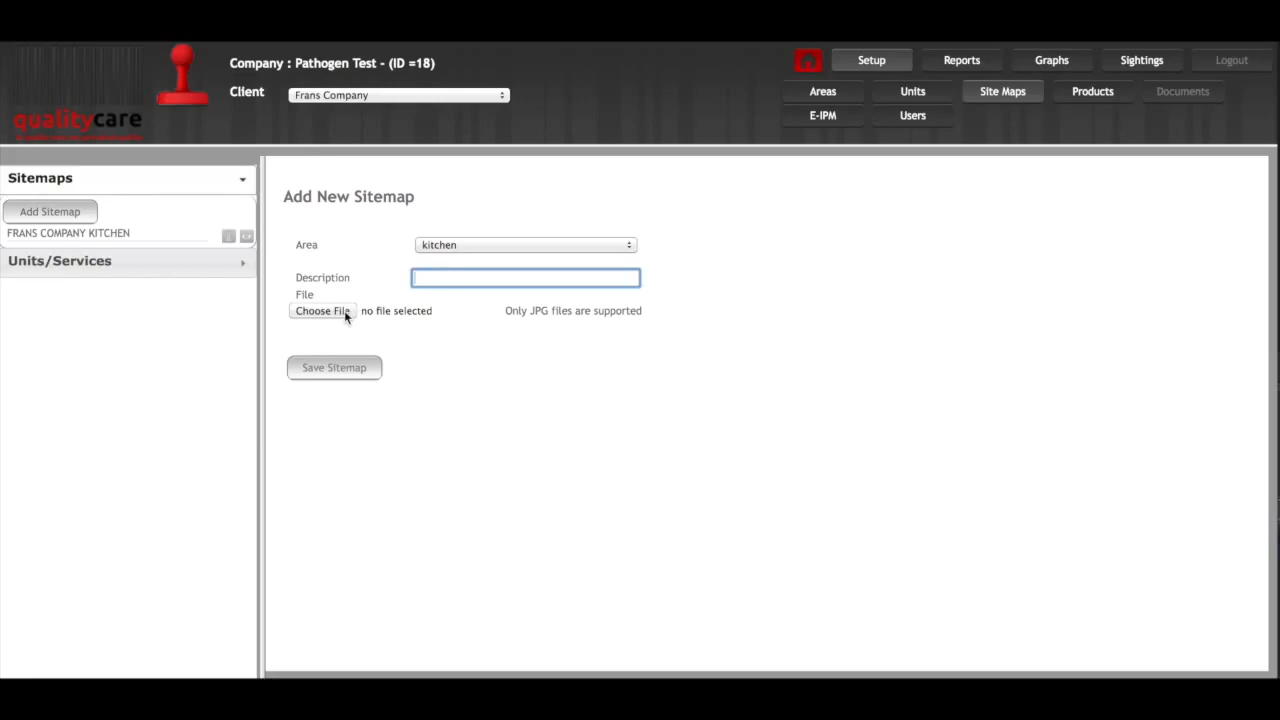 Company : Pathogen Test - (ID =18)
Client Frans Company
qualitycare
Setup Reports Graphs Sightings Logout
Areas Units Site Maps Products Documents
E-IPM Users
Sitemaps
Add Sitemap
FRANS COMPANY KITCHEN
Units/Services
Add New Sitemap
Area kitchen
Description
File
Choose File no file selected Only JPG files are supported
Save Sitemap